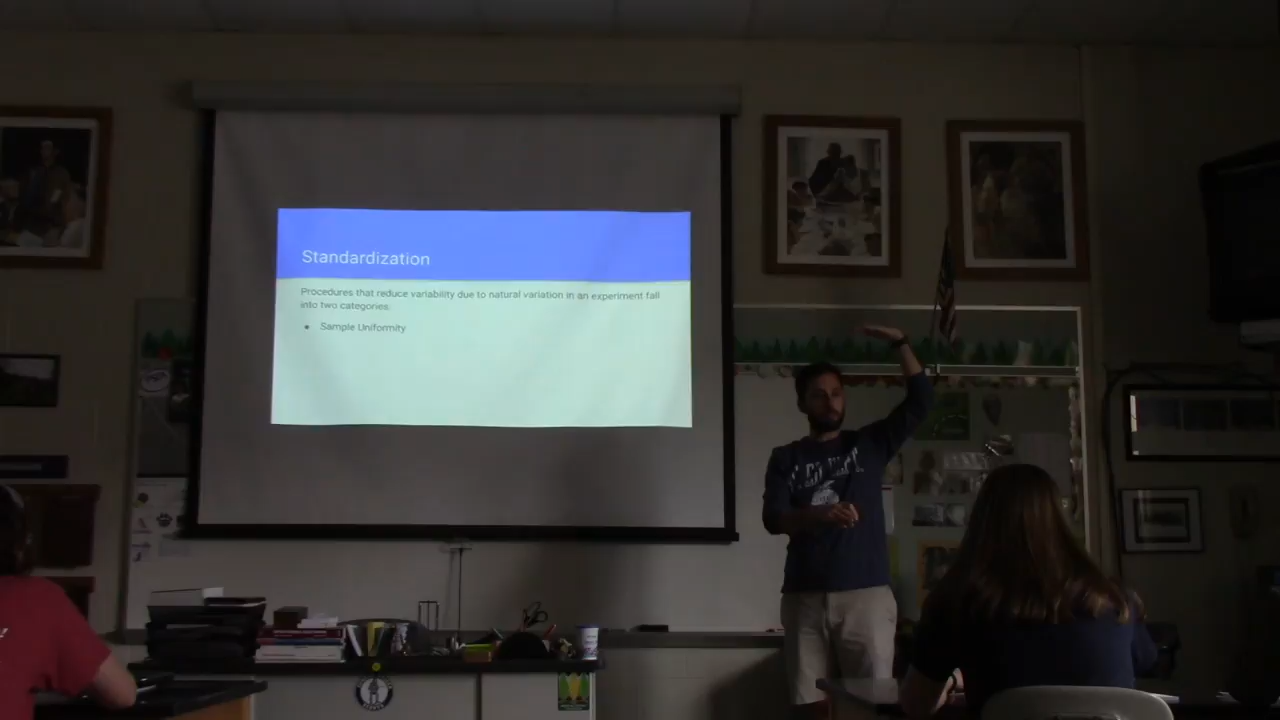 Standardization
Procedures that reduce variability due to natural variation in an experiment fall
into two categories:
• Sample Uniformity